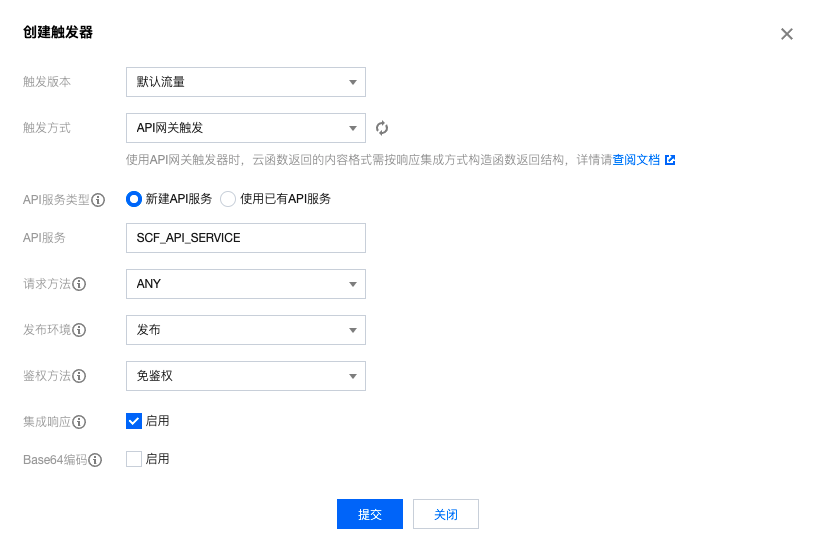 创建触发器
触发版本 默认流量
触发方式 API网关触发
使用API网关触发器时，云函数返回的内容格式需按响应集成方式构造函数返回结构，详情请查阅文档
API服务类型 新建API服务 使用已有API服务
API服务 SCF_API_SERVICE
请求方法 ANY
发布环境 发布
鉴权方法 免鉴权
集成响应 启用
Base64编码 启用
提交 关闭